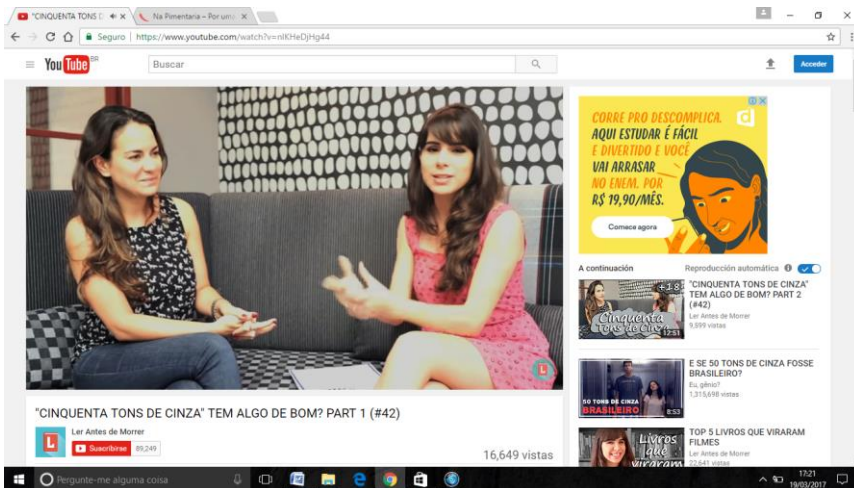 "CINQUENTA TONS D
Na Pimentaria – Por um
Seguro | https://www.youtube.com/watch?v=nIKHeDjHg44
YouTube BR
Buscar
Acceder
CORRE PRO DESCOMPLICA.
AQUI ESTUDAR É FÁCIL
E DIVERTIDO E VOCÊ
VAI ARRASAR
NO ENEM. POR
R$ 19,90/MÊS.
Comece agora
A continuación
Reproducción automática
+18
Cinquenta
tons de Cinza
12:51
"CINQUENTA TONS DE CINZA"
TEM ALGO DE BOM? PART 2
(#42)
Ler Antes de Morrer
9,599 vistas
50 TONS DE CINZA
BRASILEIRO
8:53
E SE 50 TONS DE CINZA FOSSE
BRASILEIRO?
Eu, gênio?
1,315,698 vistas
Livros
que
viraram
TOP 5 LIVROS QUE VIRARAM
FILMES
Ler Antes de Morrer
22,641 vistas
L
"CINQUENTA TONS DE CINZA" TEM ALGO DE BOM? PART 1 (#42)
L
Ler Antes de Morrer
Suscribirse 89,249
16,649 vistas
Pergunte-me alguma coisa
17:21
19/03/2017